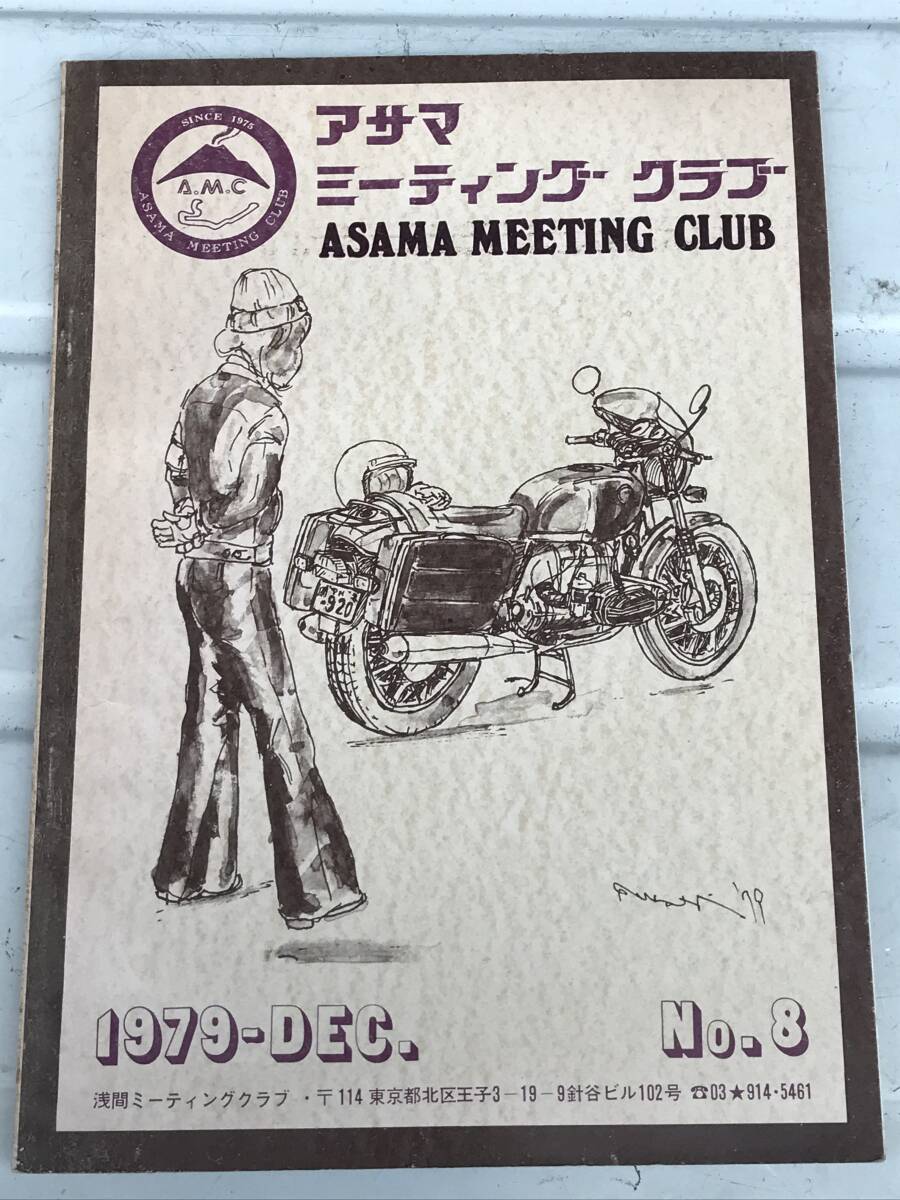 SINCE 1975
A.M.C
ASAMA MEETING CLUB
アサマ
ミーティング クラブ
ASAMA MEETING CLUB
・920
'79
1979-DEC.
No.8
浅間ミーティングクラブ ・〒114 東京都北区王子3－19－9針谷ビル102号 ☎03★914・5461